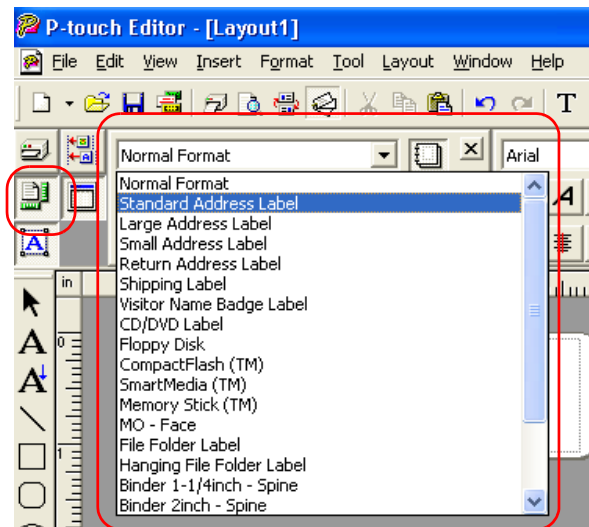 P-touch Editor - [Layout1]
File Edit View Insert Format Tool Layout Window Help
T
Normal Format
Arial
Normal Format
Standard Address Label
Large Address Label
Small Address Label
Return Address Label
Shipping Label
Visitor Name Badge Label
CD/DVD Label
Floppy Disk
CompactFlash (TM)
SmartMedia (TM)
Memory Stick (TM)
MO - Face
File Folder Label
Hanging File Folder Label
Binder 1-1/4inch - Spine
Binder 2inch - Spine
A
A
in
A
0
A
1